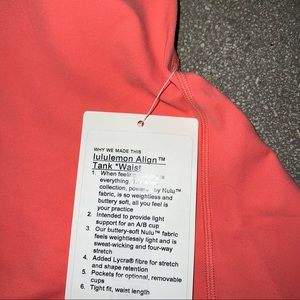 WHY WE MADE THIS
lululemon Align™
Tank *Waist
1. When feeling
everything.
collection, powered by Nulu™
fabric, is so weightless and
buttery soft, all you feel is
your practice
2. Intended to provide light
support for an A/B cup
3. Our buttery-soft Nulu™ fabric
feels weightlessly light and is
sweat-wicking and four-way
stretch
4. Added Lycra® fibre for stretch
and shape retention
5. Pockets for optional, removable
cups
6. Tight fit, waist length